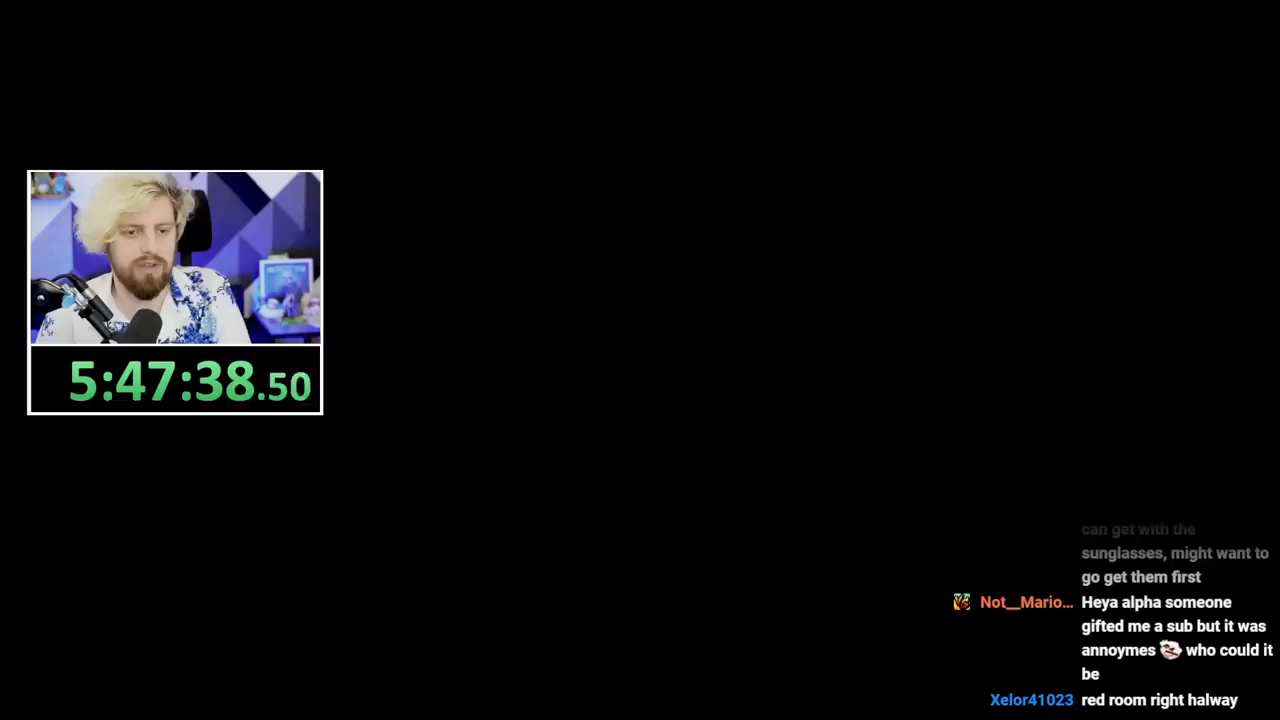 5:47:38.50
can get with the
sunglasses, might want to
go get them first
Not__Mario… Heya alpha someone
gifted me a sub but it was
annoymes who could it
be
Xelor41023 red room right halway